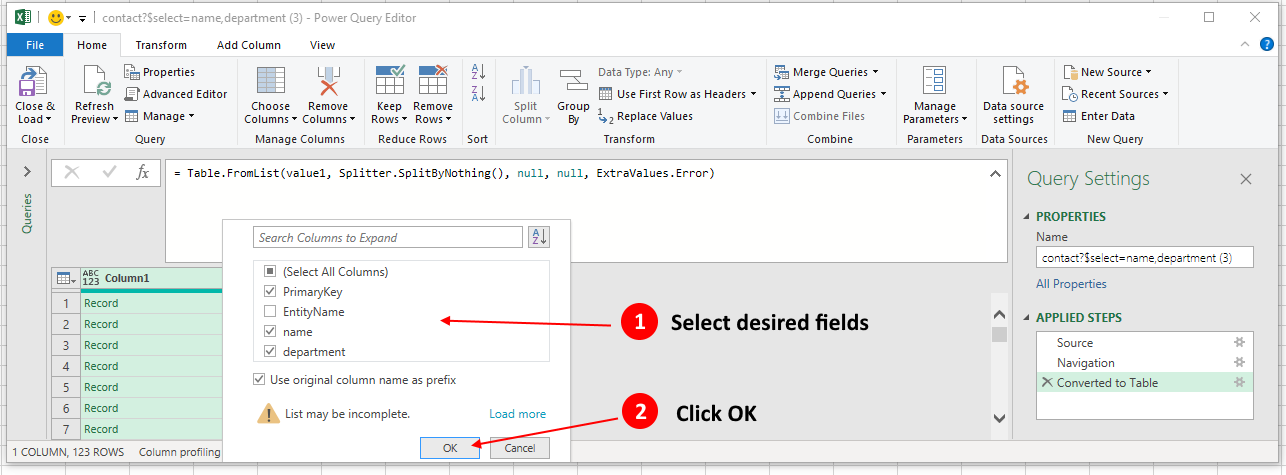 contact?$select=name,department (3) - Power Query Editor
File Home Transform Add Column View
Close & Load
Close
Refresh Preview
Properties
Advanced Editor
Manage
Query
Choose Columns
Remove Columns
Manage Columns
Keep Rows
Remove Rows
Reduce Rows
A Z
Z A
Sort
Split Column
Group By
Data Type: Any
Use First Row as Headers
1 2 Replace Values
Transform
Merge Queries
Append Queries
Combine Files
Combine
Manage Parameters
Parameters
Data source settings
Data Sources
New Source
Recent Sources
Enter Data
New Query
Queries
fx
= Table.FromList(value1, Splitter.SplitByNothing(), null, null, ExtraValues.Error)
Search Columns to Expand
A Z
(Select All Columns)
PrimaryKey
EntityName
name
department
Use original column name as prefix
List may be incomplete. Load more
OK Cancel
ABC 123 Column1
1 Record
2 Record
3 Record
4 Record
5 Record
6 Record
7 Record
1 Select desired fields
2 Click OK
Query Settings
PROPERTIES
Name
contact?$select=name,department (3)
All Properties
APPLIED STEPS
Source
Navigation
Converted to Table
1 COLUMN, 123 ROWS Column profiling